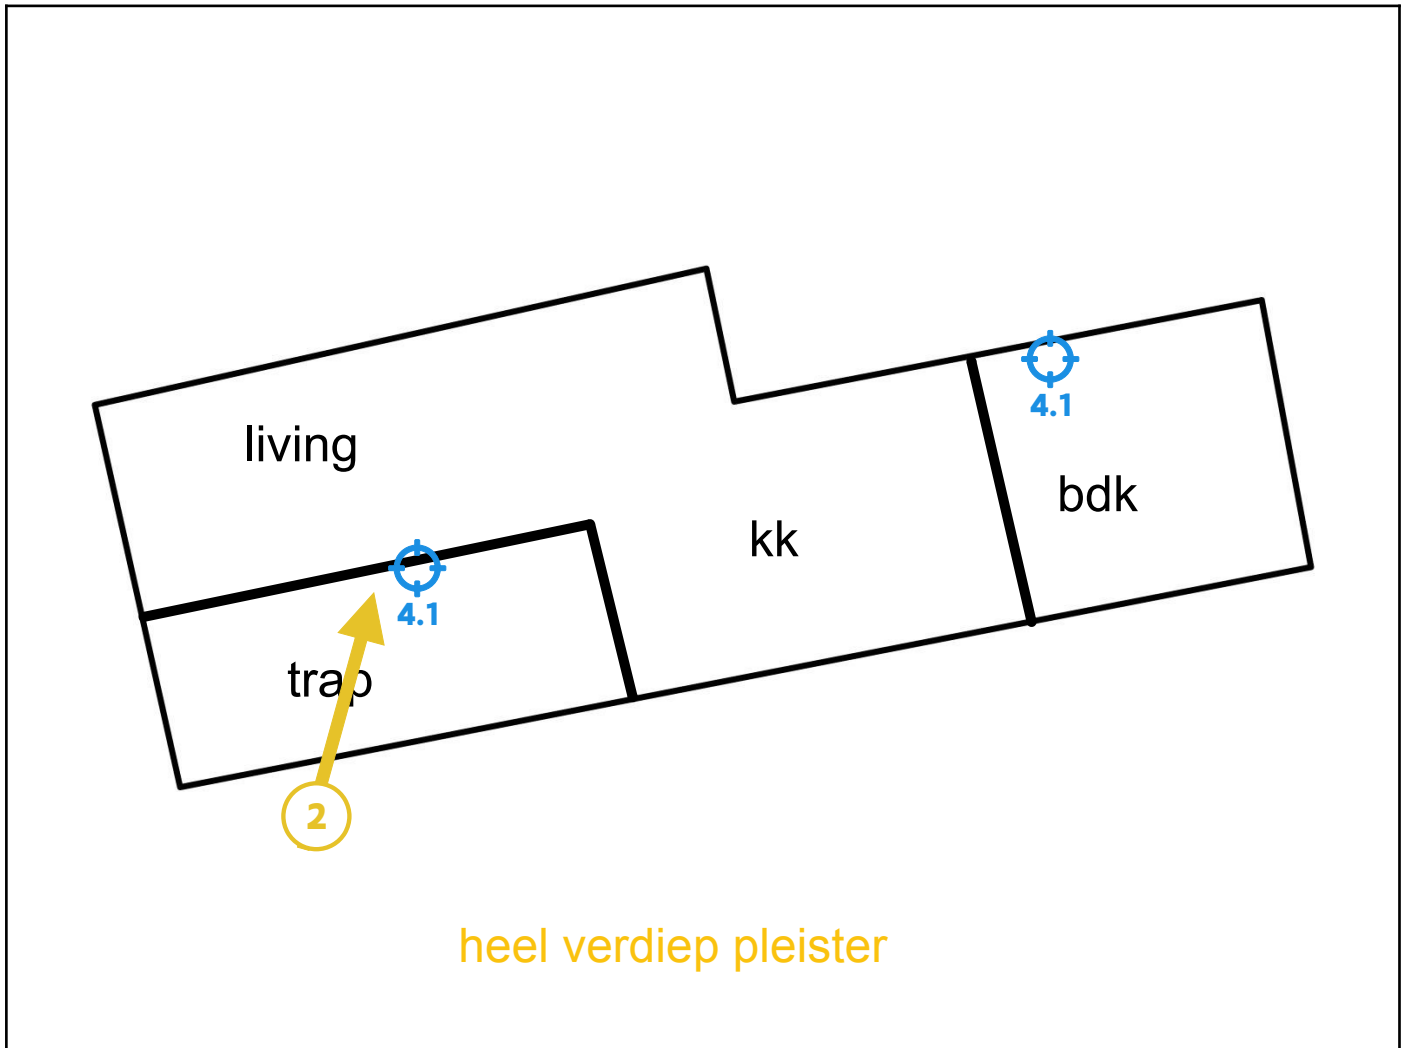 living
4.1
bdk
kk
4.1
trap
2
heel verdiep pleister